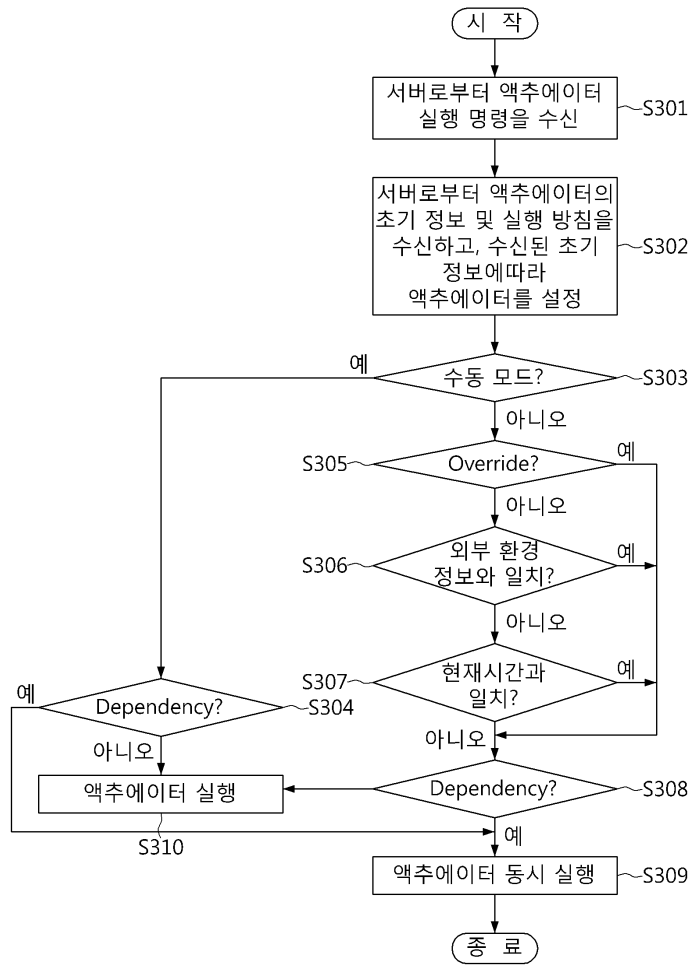 시 작
서버로부터 액추에이터
실행 명령을 수신
S301
서버로부터 액추에이터의
초기 정보 및 실행 방침을
수신하고, 수신된 초기
정보에따라
액추에이터를 설정
S302
예
수동 모드?
S303
아니오
S305
Override?
예
아니오
S306
외부 환경
정보와 일치?
예
아니오
S307
현재시간과
일치?
예
예
Dependency?
S304
아니오
아니오
액추에이터 실행
S310
Dependency?
S308
예
액추에이터 동시 실행
S309
종 료